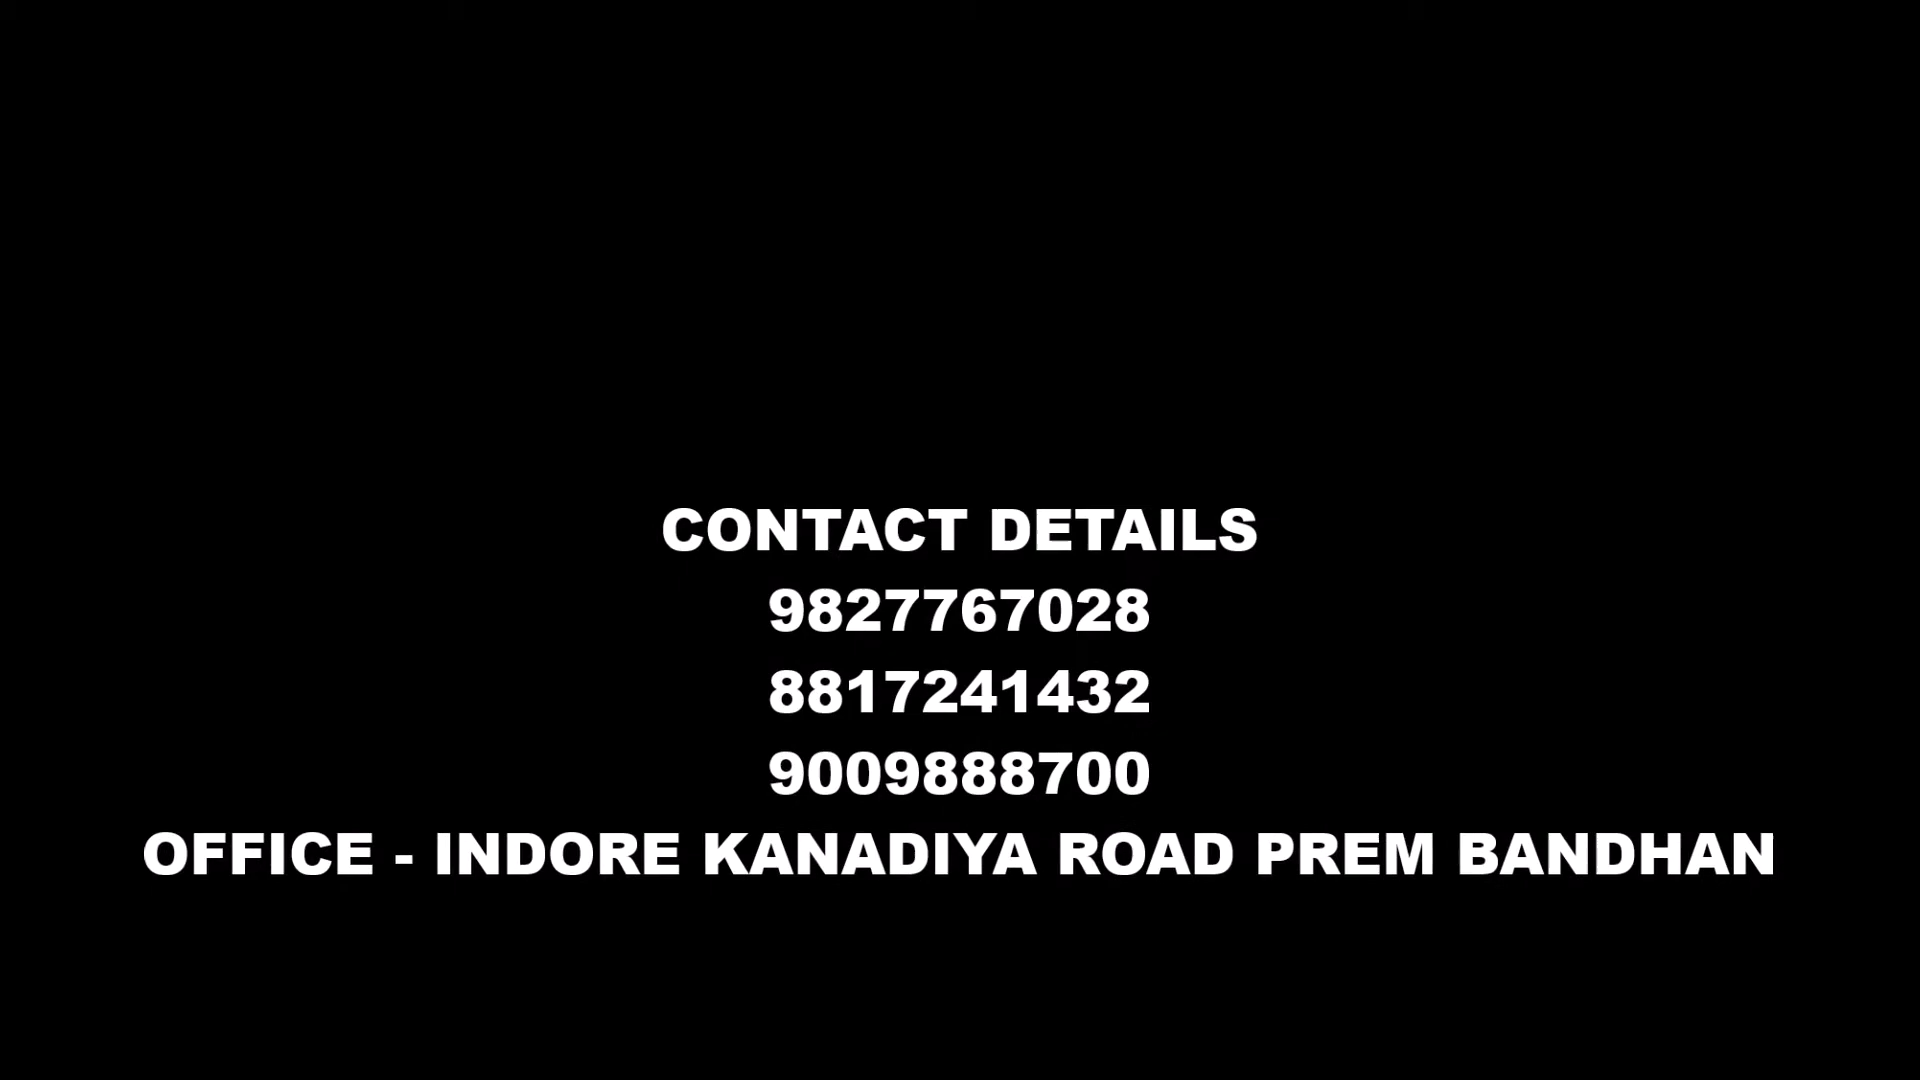 CONTACT DETAILS
9827767028
8817241432
9009888700
OFFICE - INDORE KANADIYA ROAD PREM BANDHAN